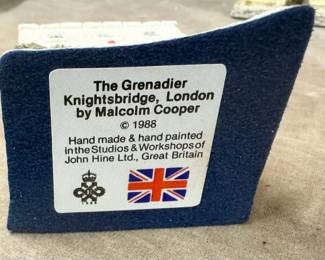 The Grenadier
Knightsbridge, London
by Malcolm Cooper
© 1988
Hand made & hand painted
in the Studios & Workshops of
John Hine Ltd., Great Britain